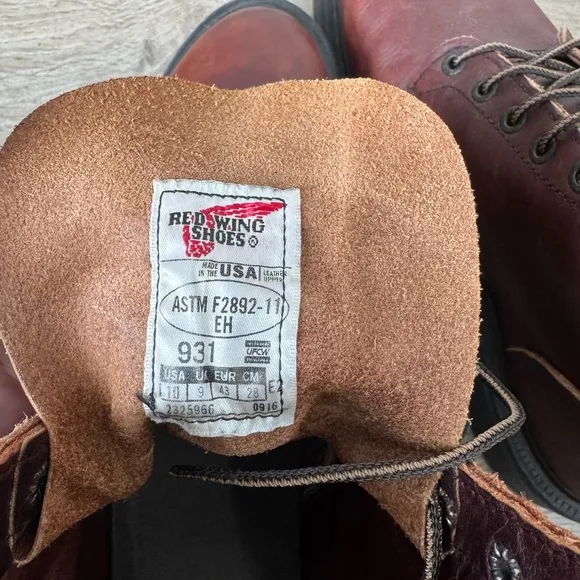 RED WING
SHOES®
MADE IN THE USA LEATHER UPPER
ASTM F2892-11
EH
931 UFCW
USA UK EUR CM
10 9 43 28 E2
2325966 0916